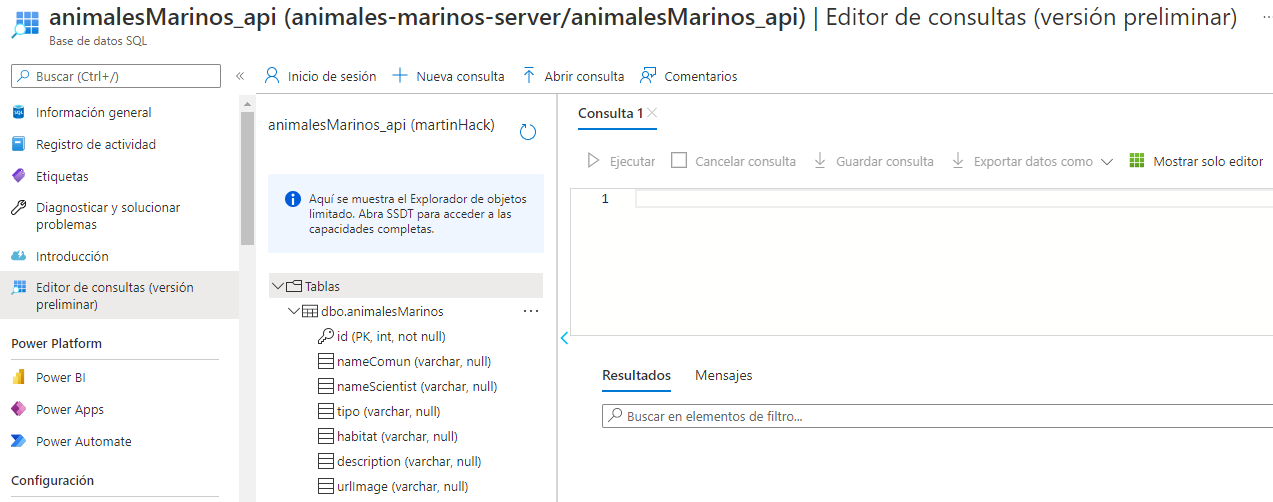 animalesMarinos_api (animales-marinos-server/animalesMarinos_api) | Editor de consultas (versión preliminar) ...
Base de datos SQL
Buscar (Ctrl+/)
«
Inicio de sesión
Nueva consulta
Abrir consulta
Comentarios
Información general
Registro de actividad
Etiquetas
Diagnosticar y solucionar
problemas
Introducción
Editor de consultas (versión
preliminar)
Power Platform
Power BI
Power Apps
Power Automate
Configuración
animalesMarinos_api (martinHack)
Aquí se muestra el Explorador de objetos
limitado. Abra SSDT para acceder a las
capacidades completas.
Tablas
dbo.animalesMarinos ...
id (PK, int, not null)
nameComun (varchar, null)
nameScientist (varchar, null)
tipo (varchar, null)
habitat (varchar, null)
description (varchar, null)
urlImage (varchar, null)
Consulta 1
Ejecutar
Cancelar consulta
Guardar consulta
Exportar datos como
Mostrar solo editor
1
Resultados
Mensajes
Buscar en elementos de filtro...